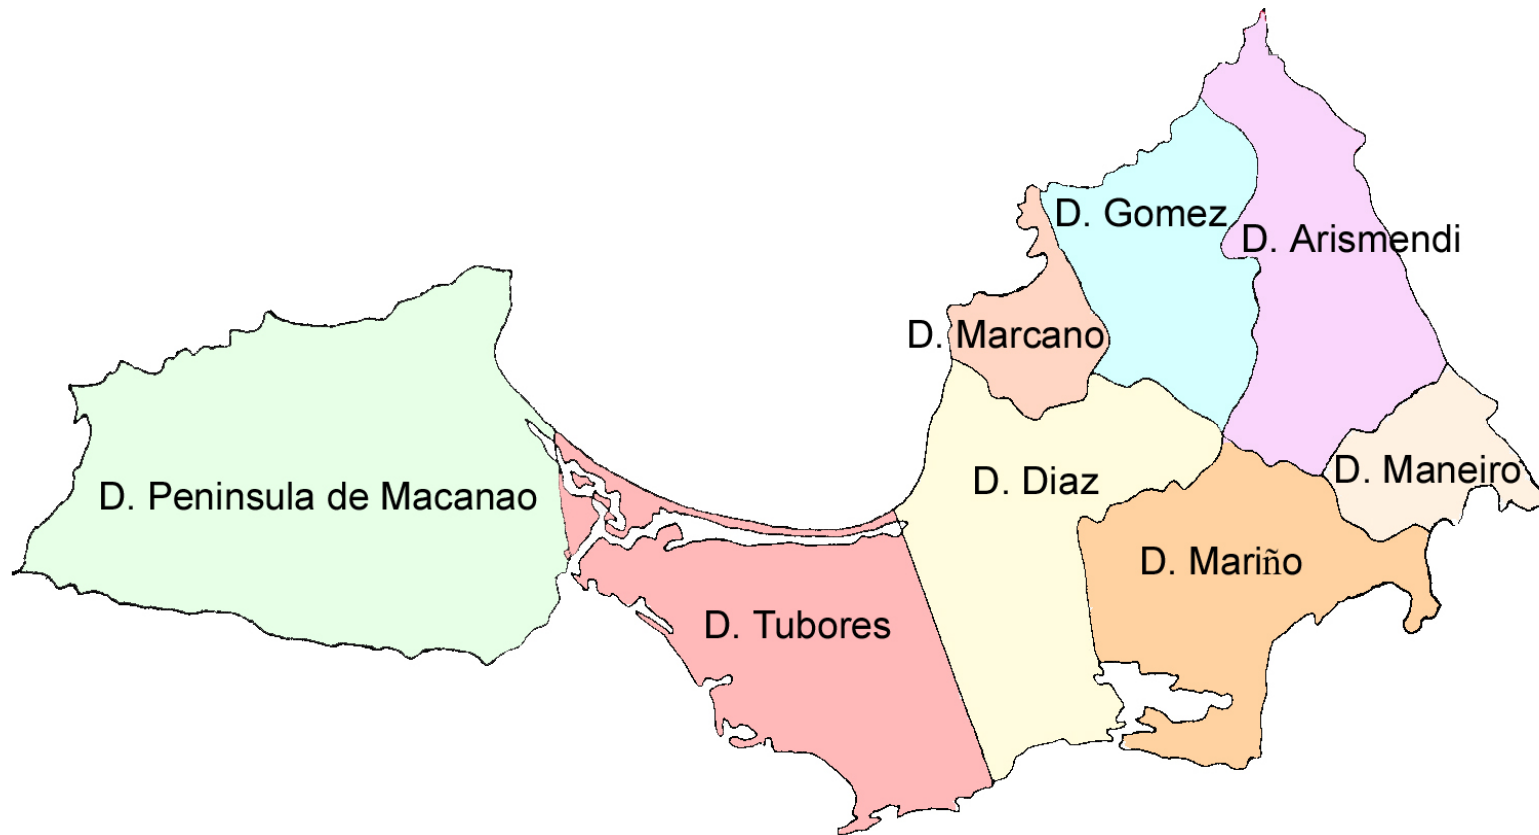 D. Gomez
D. Arismendi
D. Marcano
D. Maneiro
D. Diaz
D. Peninsula de Macanao
D. Mariño
D. Tubores